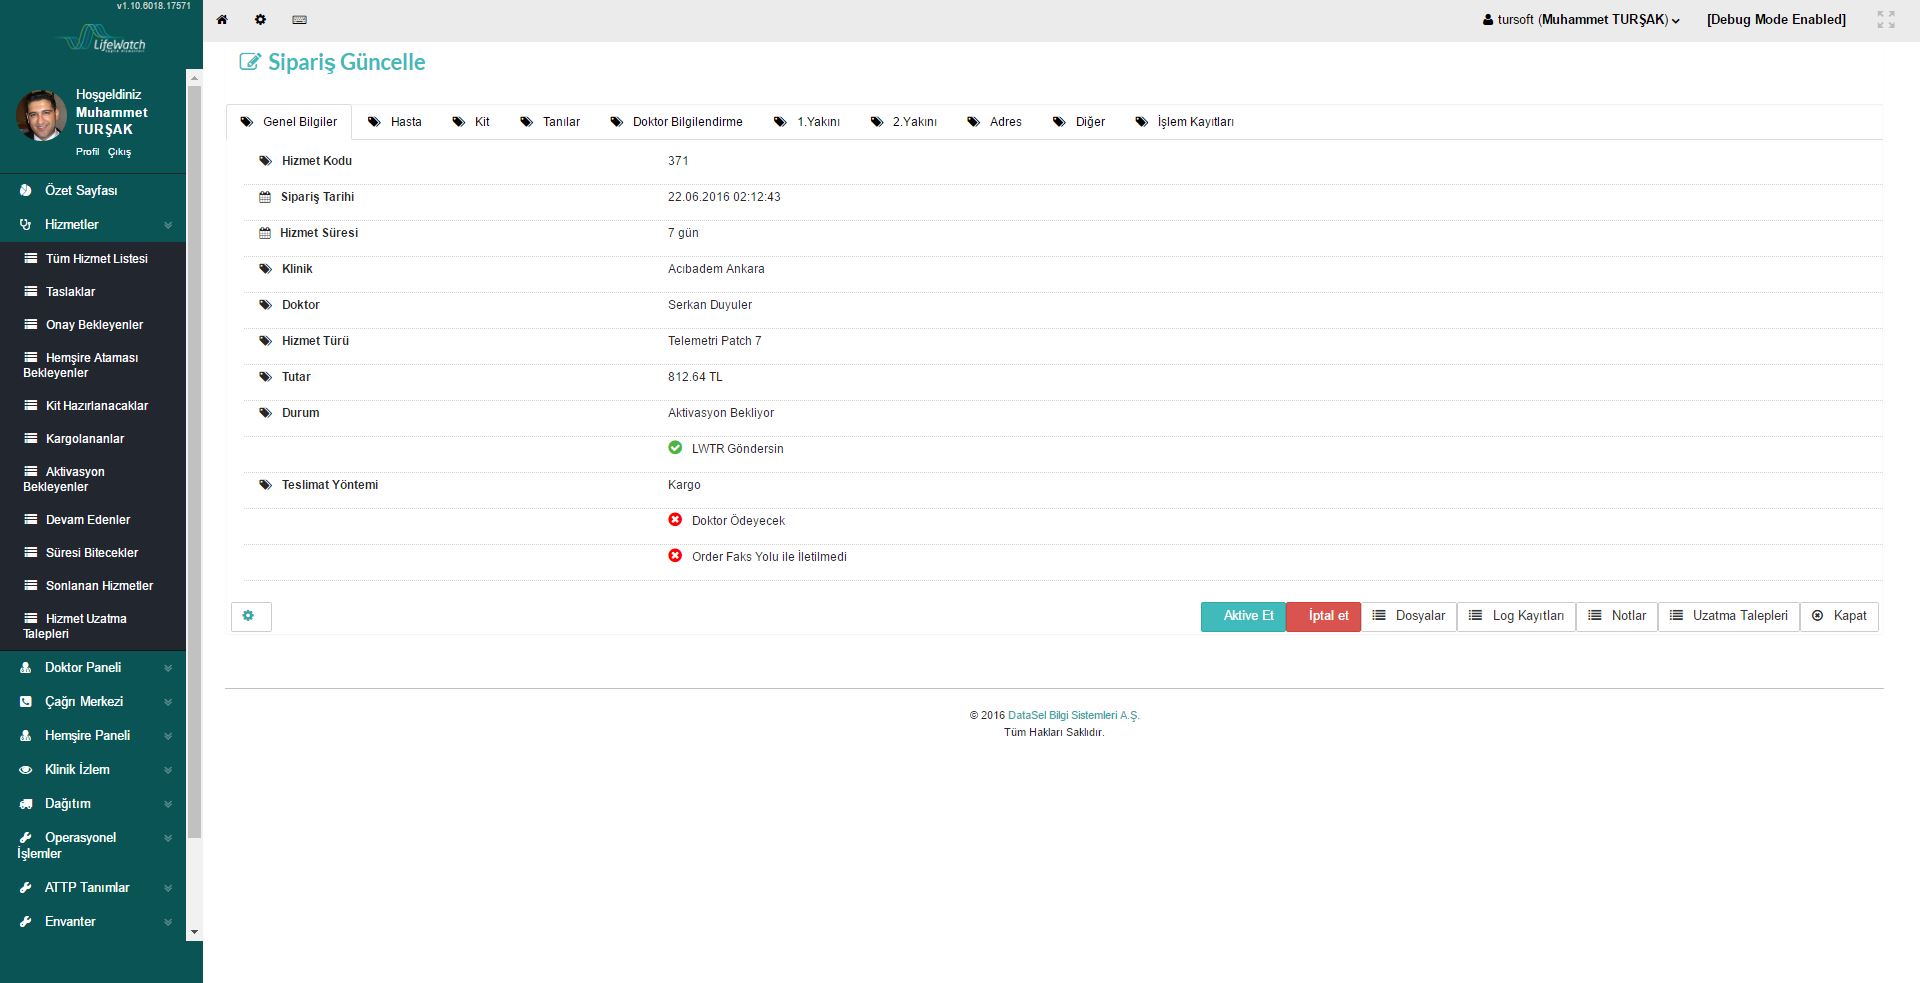 v1.10.6018.17571
LifeWatch
Hoşgeldiniz
Muhammet
TURŞAK
Profil Çıkış
Özet Sayfası
Hizmetler
Tüm Hizmet Listesi
Taslaklar
Onay Bekleyenler
Hemşire Ataması
Bekleyenler
Kit Hazırlanacaklar
Kargolananlar
Aktivasyon
Bekleyenler
Devam Edenler
Süresi Bitecekler
Sonlanan Hizmetler
Hizmet Uzatma
Talepleri
Doktor Paneli
Çağrı Merkezi
Hemşire Paneli
Klinik İzlem
Dağıtım
Operasyonel
İşlemler
ATTP Tanımlar
Envanter
tursoft (Muhammet TURŞAK)
[Debug Mode Enabled]
Sipariş Güncelle
Genel Bilgiler Hasta Kit Tanılar Doktor Bilgilendirme 1.Yakını 2.Yakını Adres Diğer İşlem Kayıtları
Hizmet Kodu 371
Sipariş Tarihi 22.06.2016 02:12:43
Hizmet Süresi 7 gün
Klinik Acıbadem Ankara
Doktor Serkan Duyuler
Hizmet Türü Telemetri Patch 7
Tutar 812.64 TL
Durum Aktivasyon Bekliyor
LWTR Göndersin
Teslimat Yöntemi Kargo
Doktor Ödeyecek
Order Faks Yolu ile İletilmedi
Aktive Et İptal et Dosyalar Log Kayıtları Notlar Uzatma Talepleri Kapat
© 2016 DataSel Bilgi Sistemleri A.Ş.
Tüm Hakları Saklıdır.